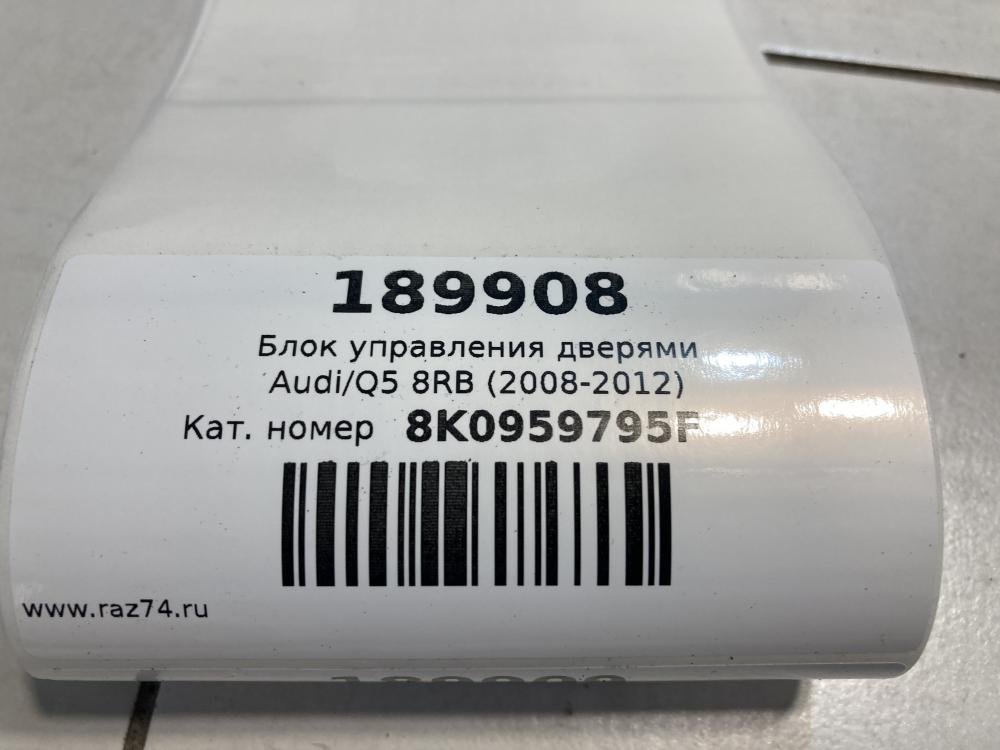 189908
Блок управления дверями
Audi/Q5 8RB (2008-2012)
Кат. номер 8K0959795F
www.raz74.ru